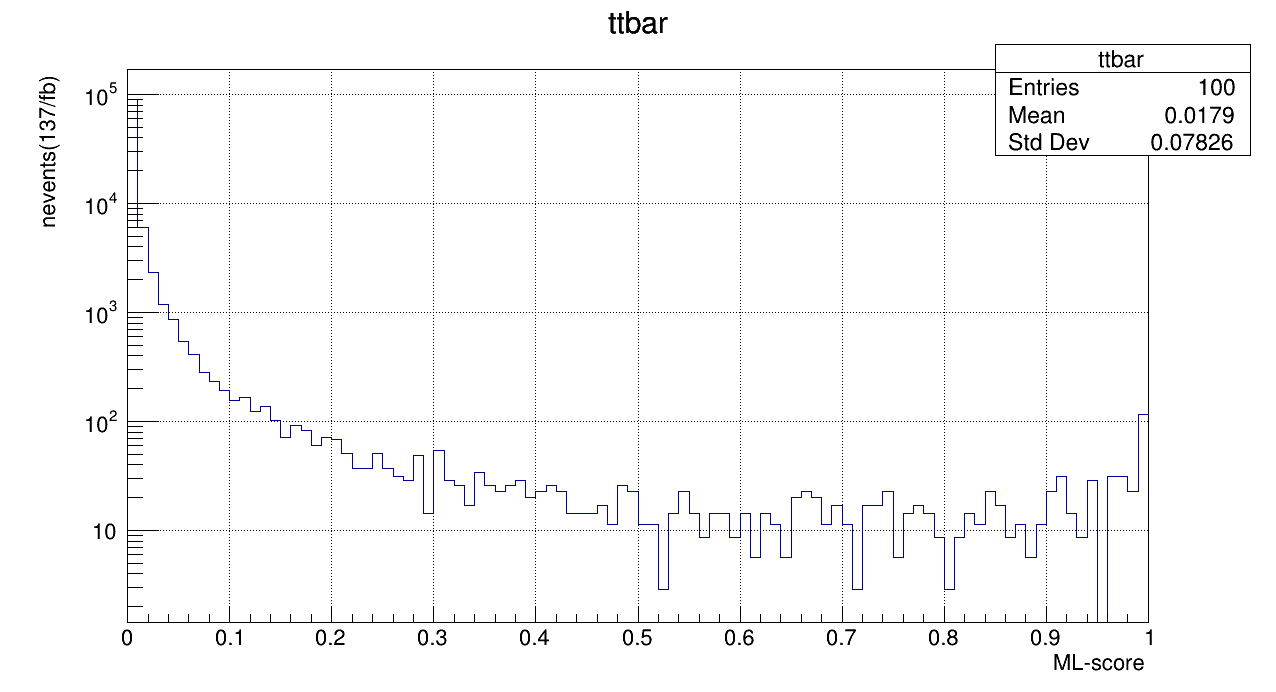 ttbar
ttbar
Entries 100
Mean 0.0179
Std Dev 0.07826
nevents(137/fb)
10^5
10^4
10^3
10^2
10
0 0.1 0.2 0.3 0.4 0.5 0.6 0.7 0.8 0.9 1
ML-score